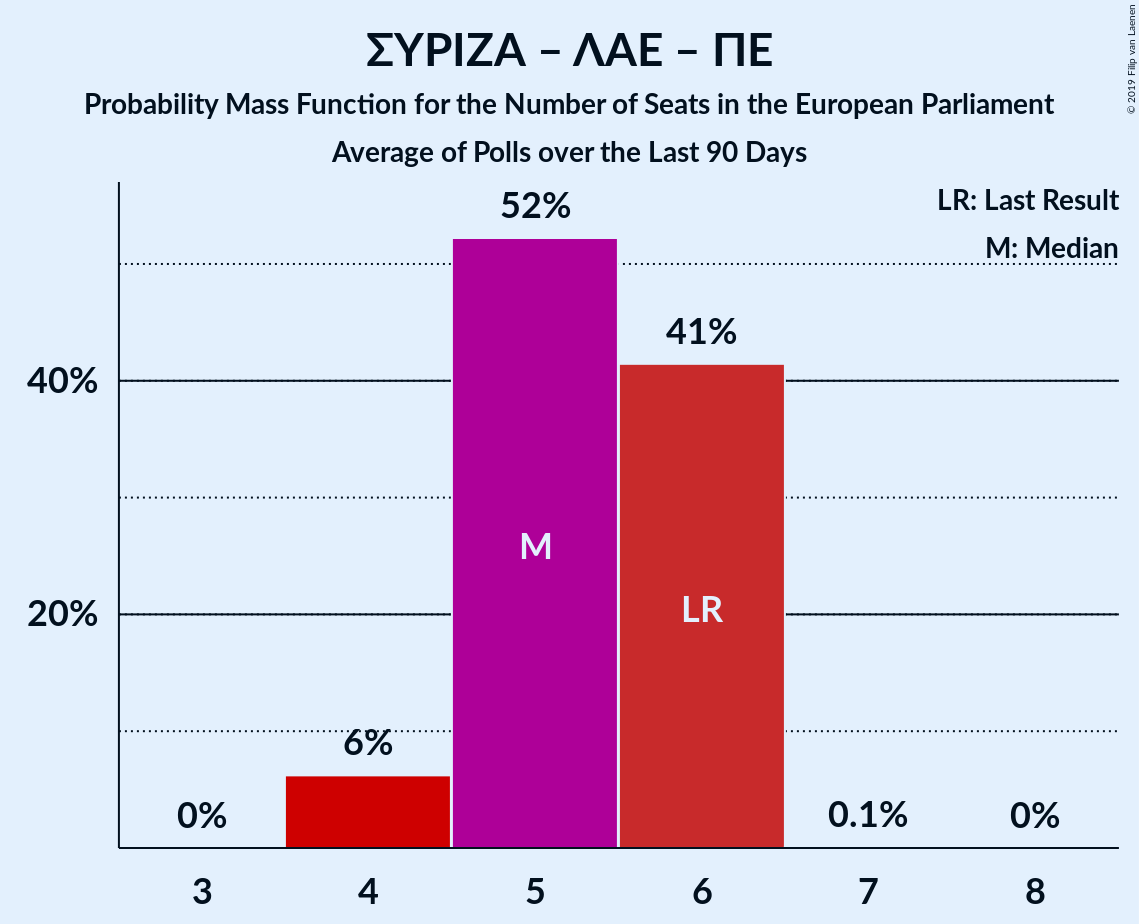 ΣΥΡΙΖΑ – ΛΑΕ – ΠΕ
Probability Mass Function for the Number of Seats in the European Parliament
Average of Polls over the Last 90 Days
© 2019 Filip van Laenen
LR: Last Result
M: Median
52%
41%
40%
M
LR
20%
6%
0%
0.1%
0%
3 4 5 6 7 8